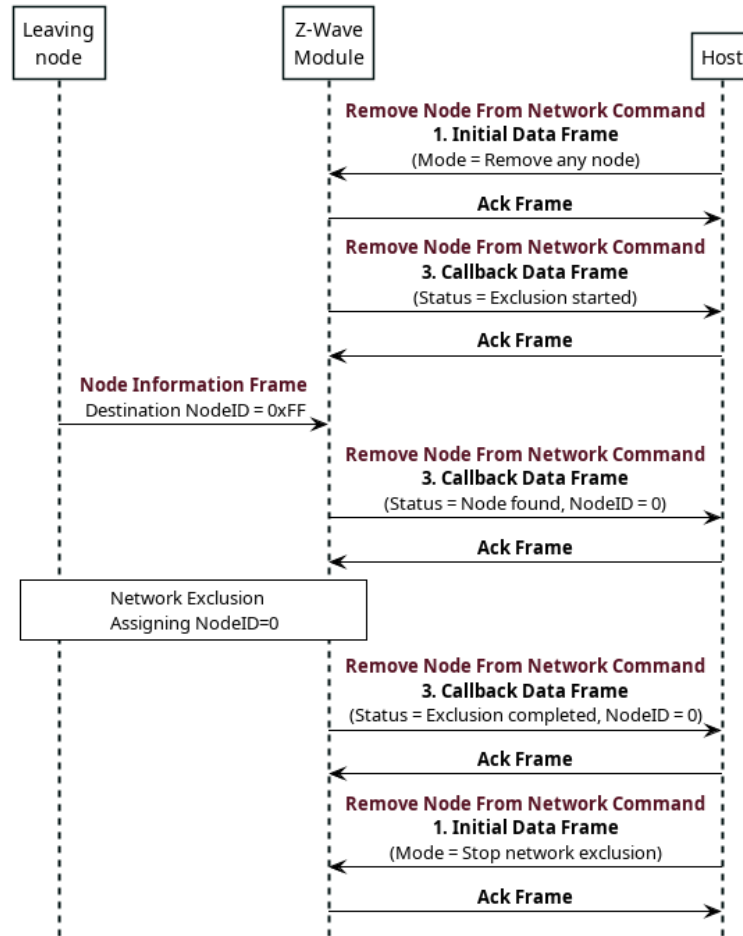 Leaving
node
Z-Wave
Module
Host
Remove Node From Network Command
1. Initial Data Frame
(Mode = Remove any node)
Ack Frame
Remove Node From Network Command
3. Callback Data Frame
(Status = Exclusion started)
Ack Frame
Node Information Frame
Destination NodeID = 0xFF
Remove Node From Network Command
3. Callback Data Frame
(Status = Node found, NodeID = 0)
Ack Frame
Network Exclusion
Assigning NodeID=0
Remove Node From Network Command
3. Callback Data Frame
(Status = Exclusion completed, NodeID = 0)
Ack Frame
Remove Node From Network Command
1. Initial Data Frame
(Mode = Stop network exclusion)
Ack Frame